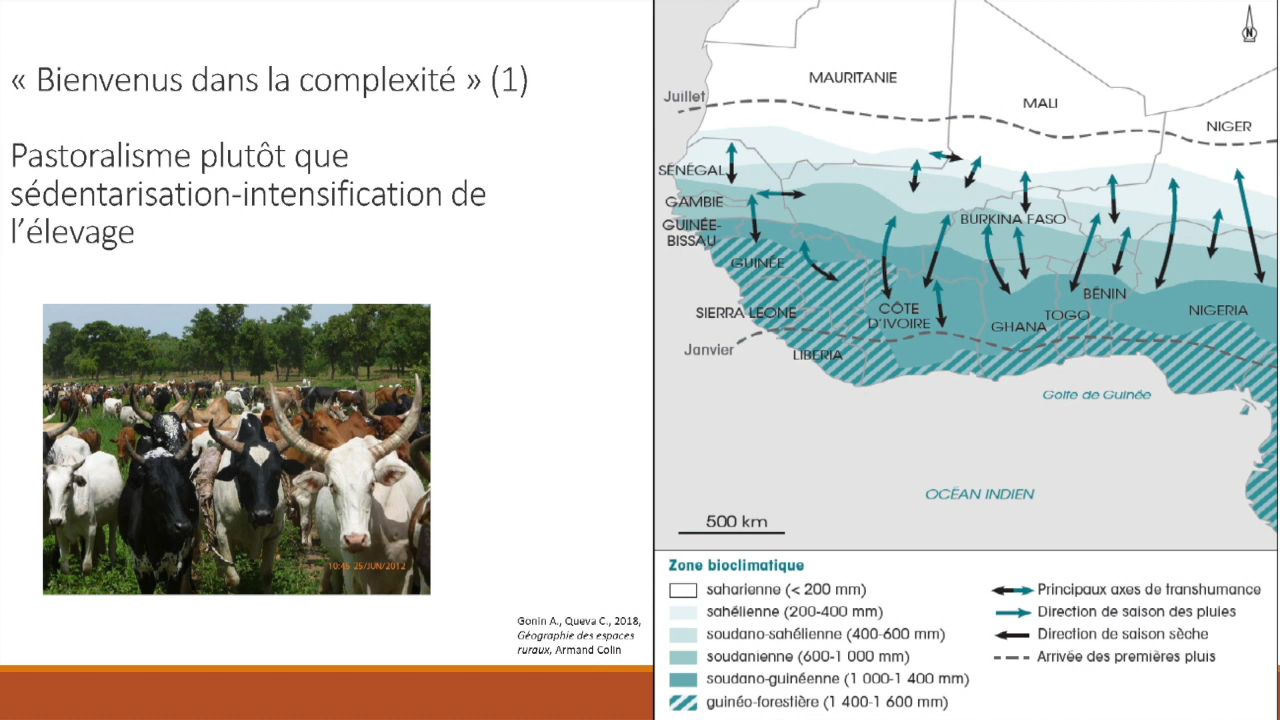 « Bienvenus dans la complexité » (1)
Pastoralisme plutôt que
sédentarisation-intensification de
l'élevage
10:45 25/JUN/2012
Gonin A., Queva C., 2018,
Géographie des espaces
ruraux, Armand Colin
N
MAURITANIE
Juillet
MALI
NIGER
SÉNÉGAL
GAMBIE
BURKINA FASO
GUINÉE-
BISSAU
GUINÉE
BÉNIN
SIERRA LEONE
CÔTE
D'IVOIRE
TOGO
NIGERIA
GHANA
Janvier
LIBERIA
Golfe de Guinée
OCÉAN INDIEN
500 km
Zone bioclimatique
saharienne (< 200 mm)
sahélienne (200-400 mm)
soudano-sahélienne (400-600 mm)
soudanienne (600-1 000 mm)
soudano-guinéenne (1 000-1 400 mm)
guinéo-forestière (1 400-1 600 mm)
Principaux axes de transhumance
Direction de saison des pluies
Direction de saison sèche
Arrivée des premières pluis